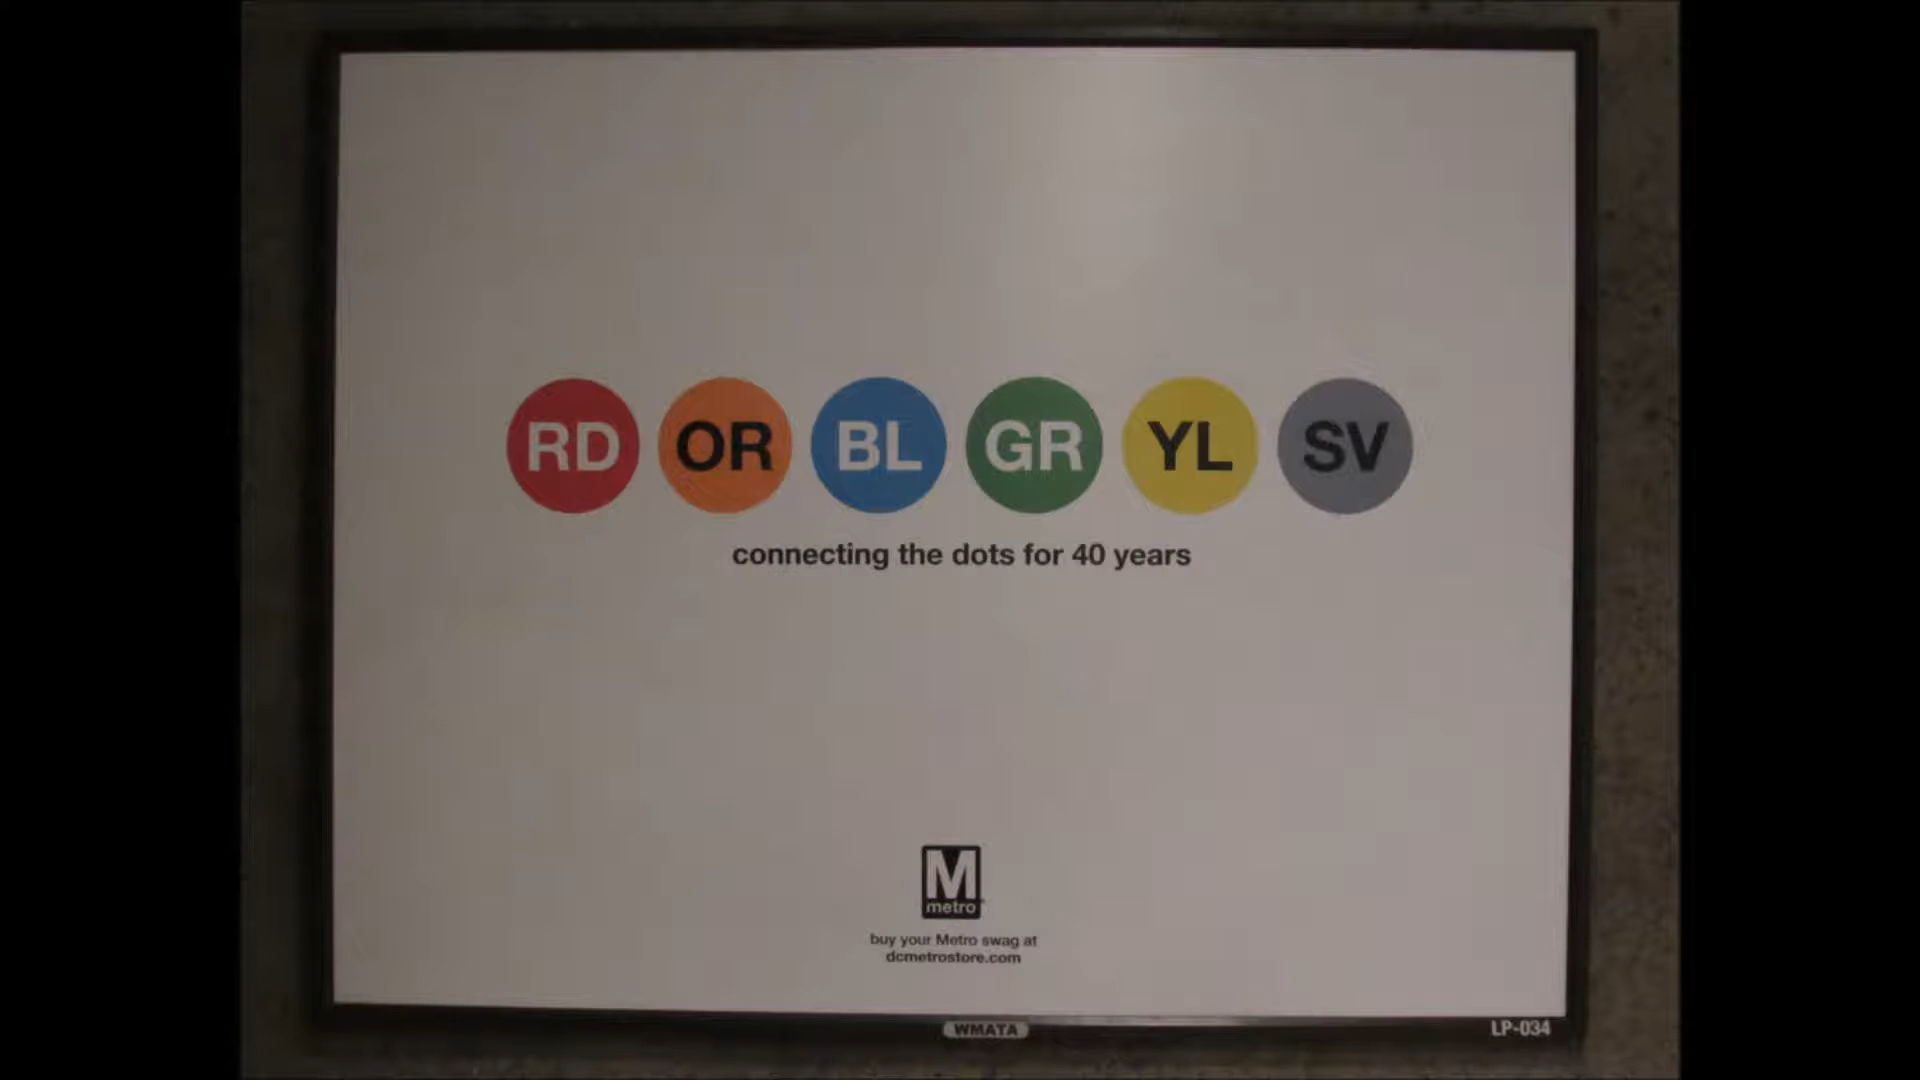 RD OR BL GR YL SV
connecting the dots for 40 years
M
metro
buy your Metro swag at
dcmetrostore.com
WMATA
LP-034